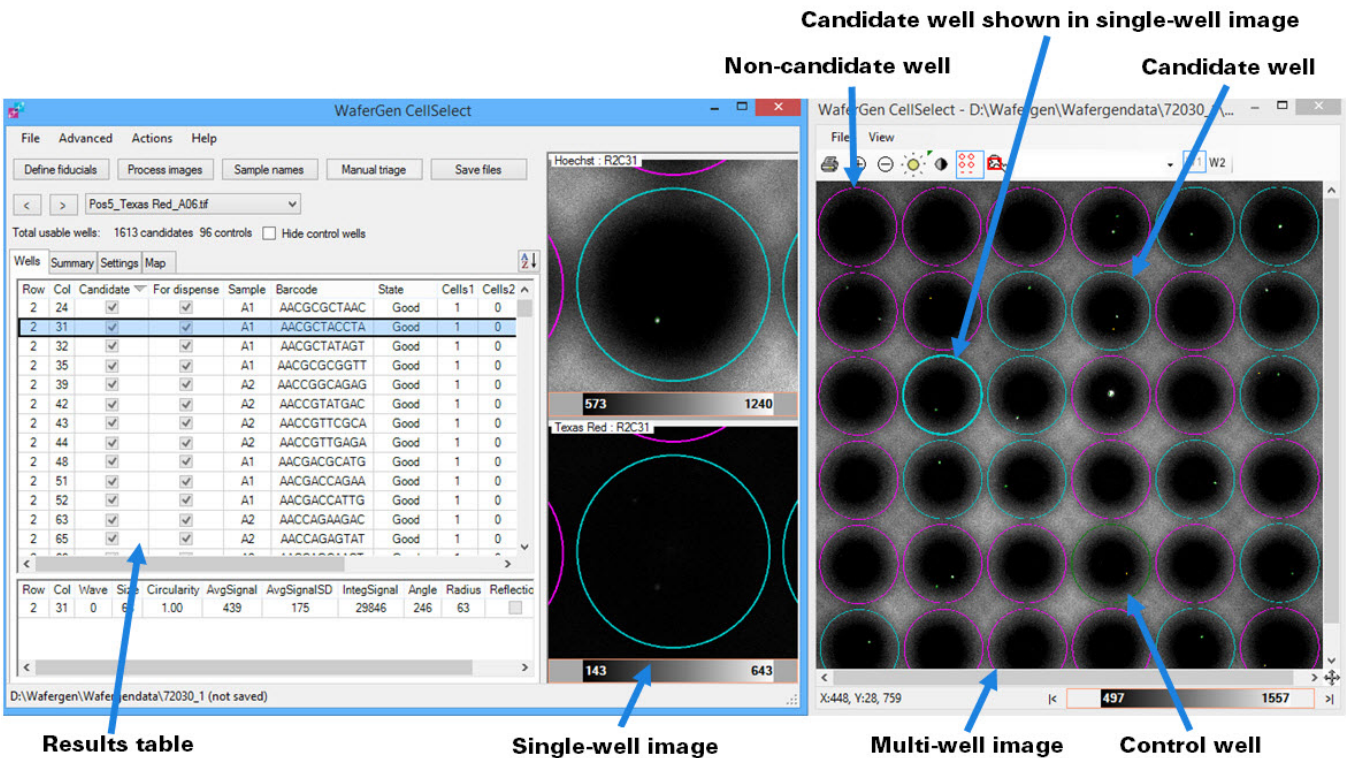 Candidate well shown in single-well image
Non-candidate well
Candidate well
WaferGen CellSelect
File Advanced Actions Help
Define fiducials Process images Sample names Manual triage Save files
< > Pos5_Texas Red_A06.tif
Total usable wells: 1613 candidates 96 controls Hide control wells
Wells Summary Settings Map
Row Col Candidate For dispense Sample Barcode State Cells1 Cells2
2 24 A1 AACGCGCTAAC Good 1 0
2 31 A1 AACGCTACCTA Good 1 0
2 32 A1 AACGCTATAGT Good 1 0
2 35 A1 AACGCGCGGTT Good 1 0
2 39 A2 AACCGGCAGAG Good 1 0
2 42 A2 AACCGTATGAC Good 1 0
2 43 A2 AACCGTTCGCA Good 1 0
2 44 A2 AACCGTTGAGA Good 1 0
2 48 A1 AACGACGCATG Good 1 0
2 51 A1 AACGACCAGAA Good 1 0
2 52 A1 AACGACCATTG Good 1 0
2 63 A2 AACCAGAAGAC Good 1 0
2 65 A2 AACCAGAGTAT Good 1 0
Row Col Wave Size Circularity AvgSignal AvgSignalSD IntegSignal Angle Radius Reflectio
2 31 0 1.00 439 175 29846 246 63
D:\Wafergen\Wafergendata\72030_1 (not saved)
Hoechst : R2C31
573 1240
Texas Red : R2C31
143 643
WaferGen CellSelect - D:\Wafergen\Wafergendata\72030_1\...
File View
W2
X:448, Y:28, 759
497 1557
Results table
Single-well image
Multi-well image
Control well